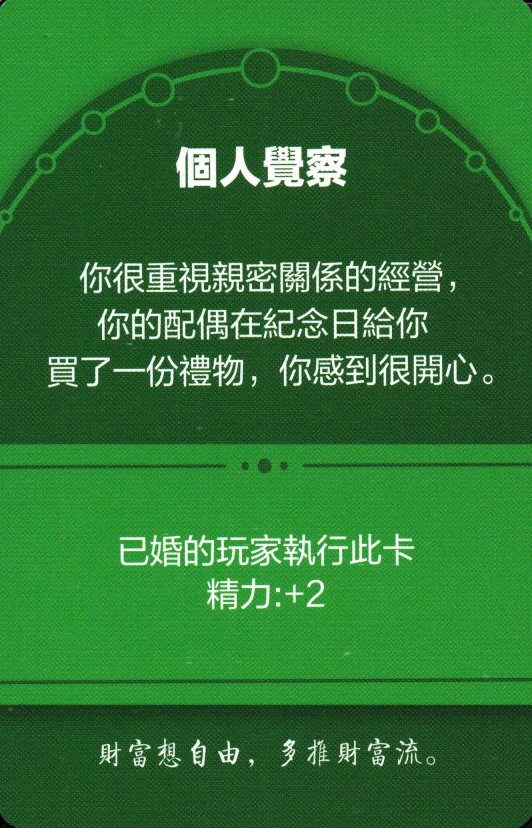 個人覺察
你很重視親密關係的經營，
你的配偶在紀念日給你
買了一份禮物，你感到很開心。
已婚的玩家執行此卡
精力:+2
財富想自由，多推財富流。